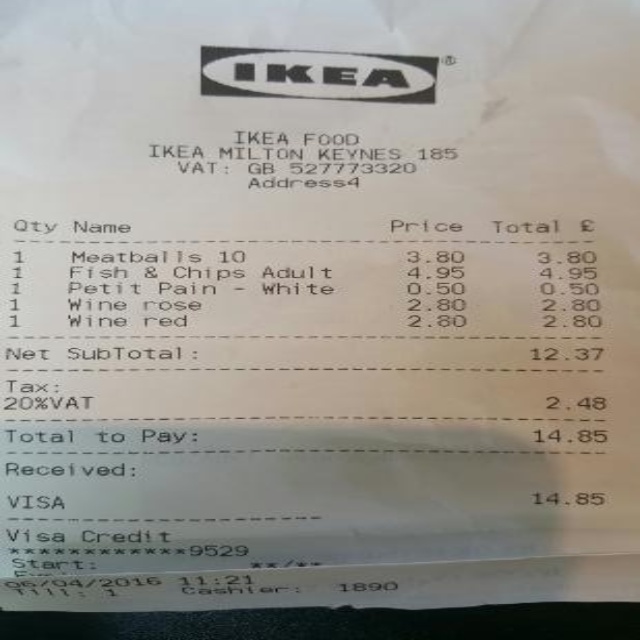 IKEA®
IKEA FOOD
IKEA MILTON KEYNES 185
VAT: GB 527773320
Address4
Qty Name Price Total £
1 Meatballs 10 3.80 3.80
1 Fish & Chips Adult 4.95 4.95
1 Petit Pain - White 0.50 0.50
1 Wine rose 2.80 2.80
1 Wine red 2.80 2.80
Net SubTotal: 12.37
Tax:
20%VAT 2.48
Total to Pay: 14.85
Received:
VISA 14.85
Visa Credit
************9529
Start: **/**
/04/2016 11:21
Till: 1 Cashier: 1890